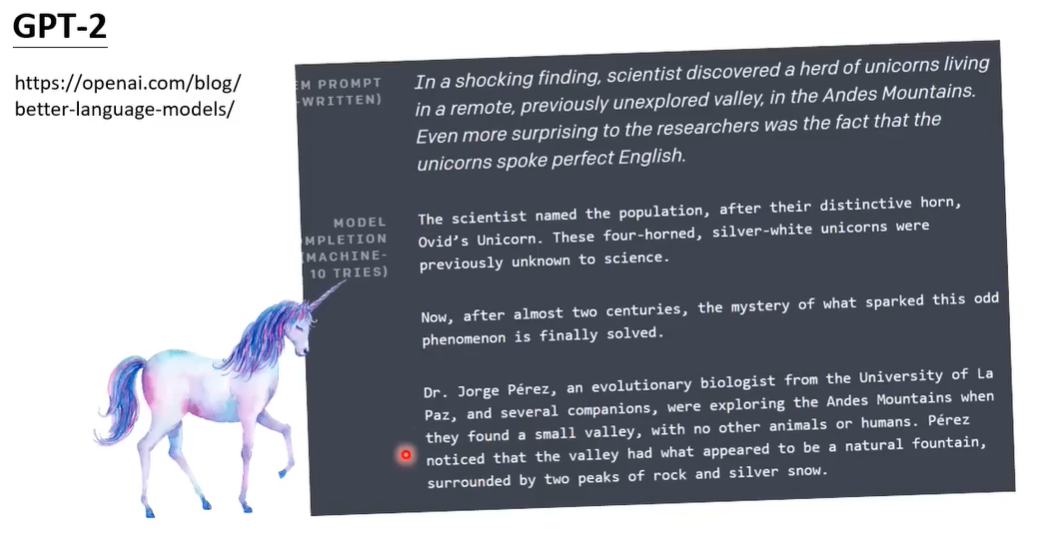 GPT-2
https://openai.com/blog/
better-language-models/
EM PROMPT
-WRITTEN)
In a shocking finding, scientist discovered a herd of unicorns living
in a remote, previously unexplored valley, in the Andes Mountains.
Even more surprising to the researchers was the fact that the
unicorns spoke perfect English.
MODEL
MPLETION
(MACHINE-
10 TRIES)
The scientist named the population, after their distinctive horn,
Ovid's Unicorn. These four-horned, silver-white unicorns were
previously unknown to science.
Now, after almost two centuries, the mystery of what sparked this odd
phenomenon is finally solved.
Dr. Jorge Pérez, an evolutionary biologist from the University of La
Paz, and several companions, were exploring the Andes Mountains when
they found a small valley, with no other animals or humans. Pérez
noticed that the valley had what appeared to be a natural fountain,
surrounded by two peaks of rock and silver snow.